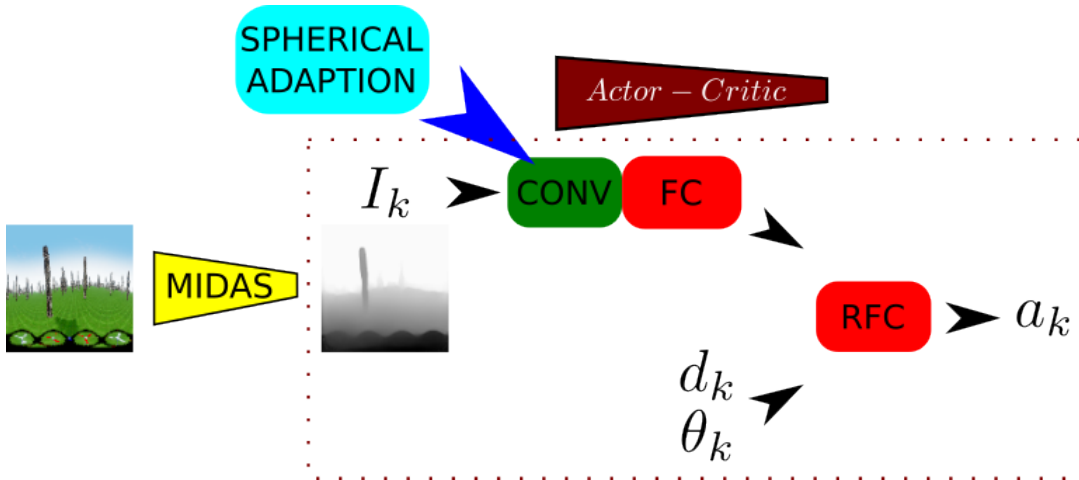 SPHERICAL
ADAPTION
Actor – Critic
I_k
CONV
FC
MIDAS
RFC
a_k
d_k
θ_k